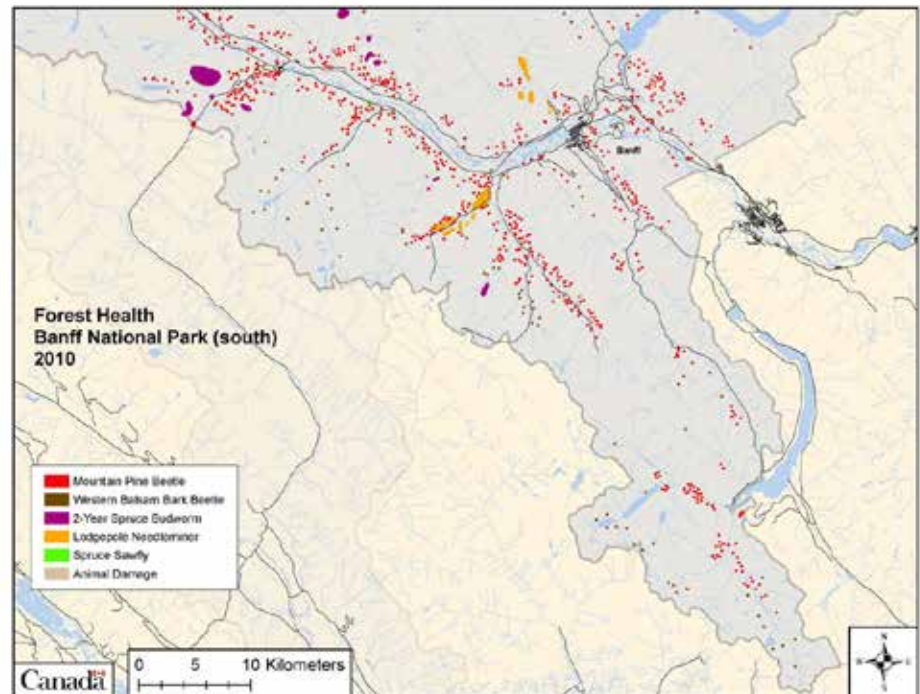 Banff
Forest Health
Banff National Park (south)
2010
Mountain Pine Beetle
Western Balsam Bark Beetle
2-Year Spruce Budworm
Lodgepole Needleminer
Spruce Sawfly
Animal Damage
Canada
0 5 10 Kilometers
N